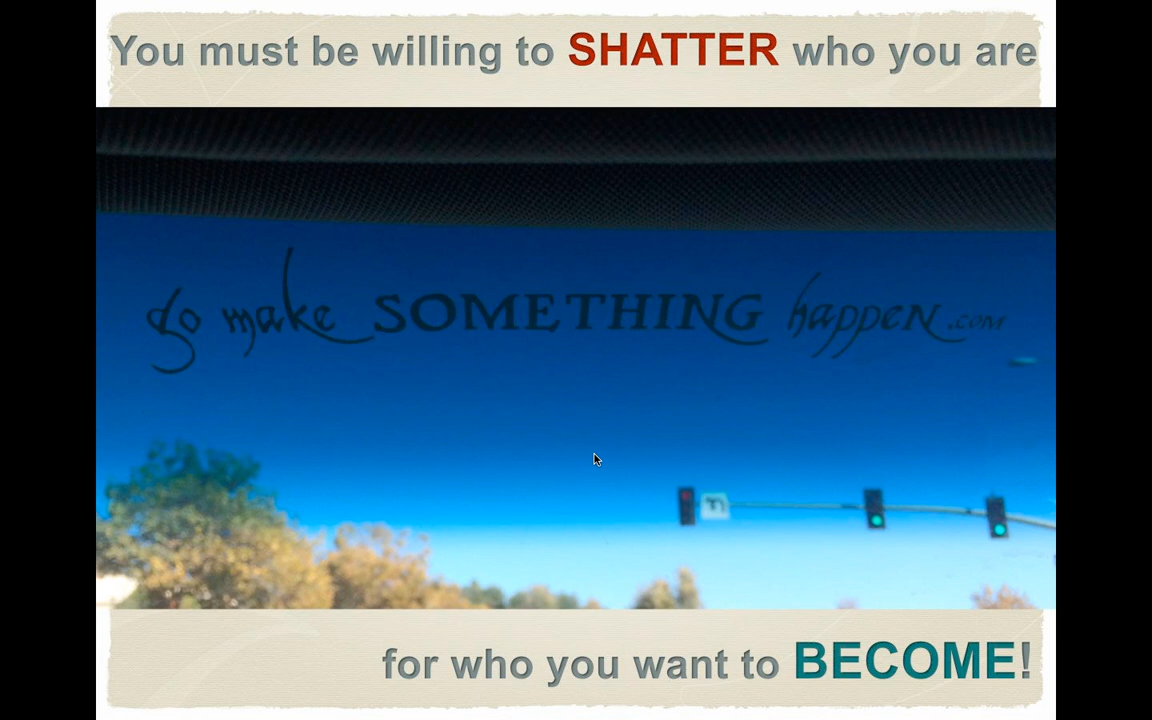 You must be willing to SHATTER who you are
go make SOMETHING happen .com
for who you want to BECOME!